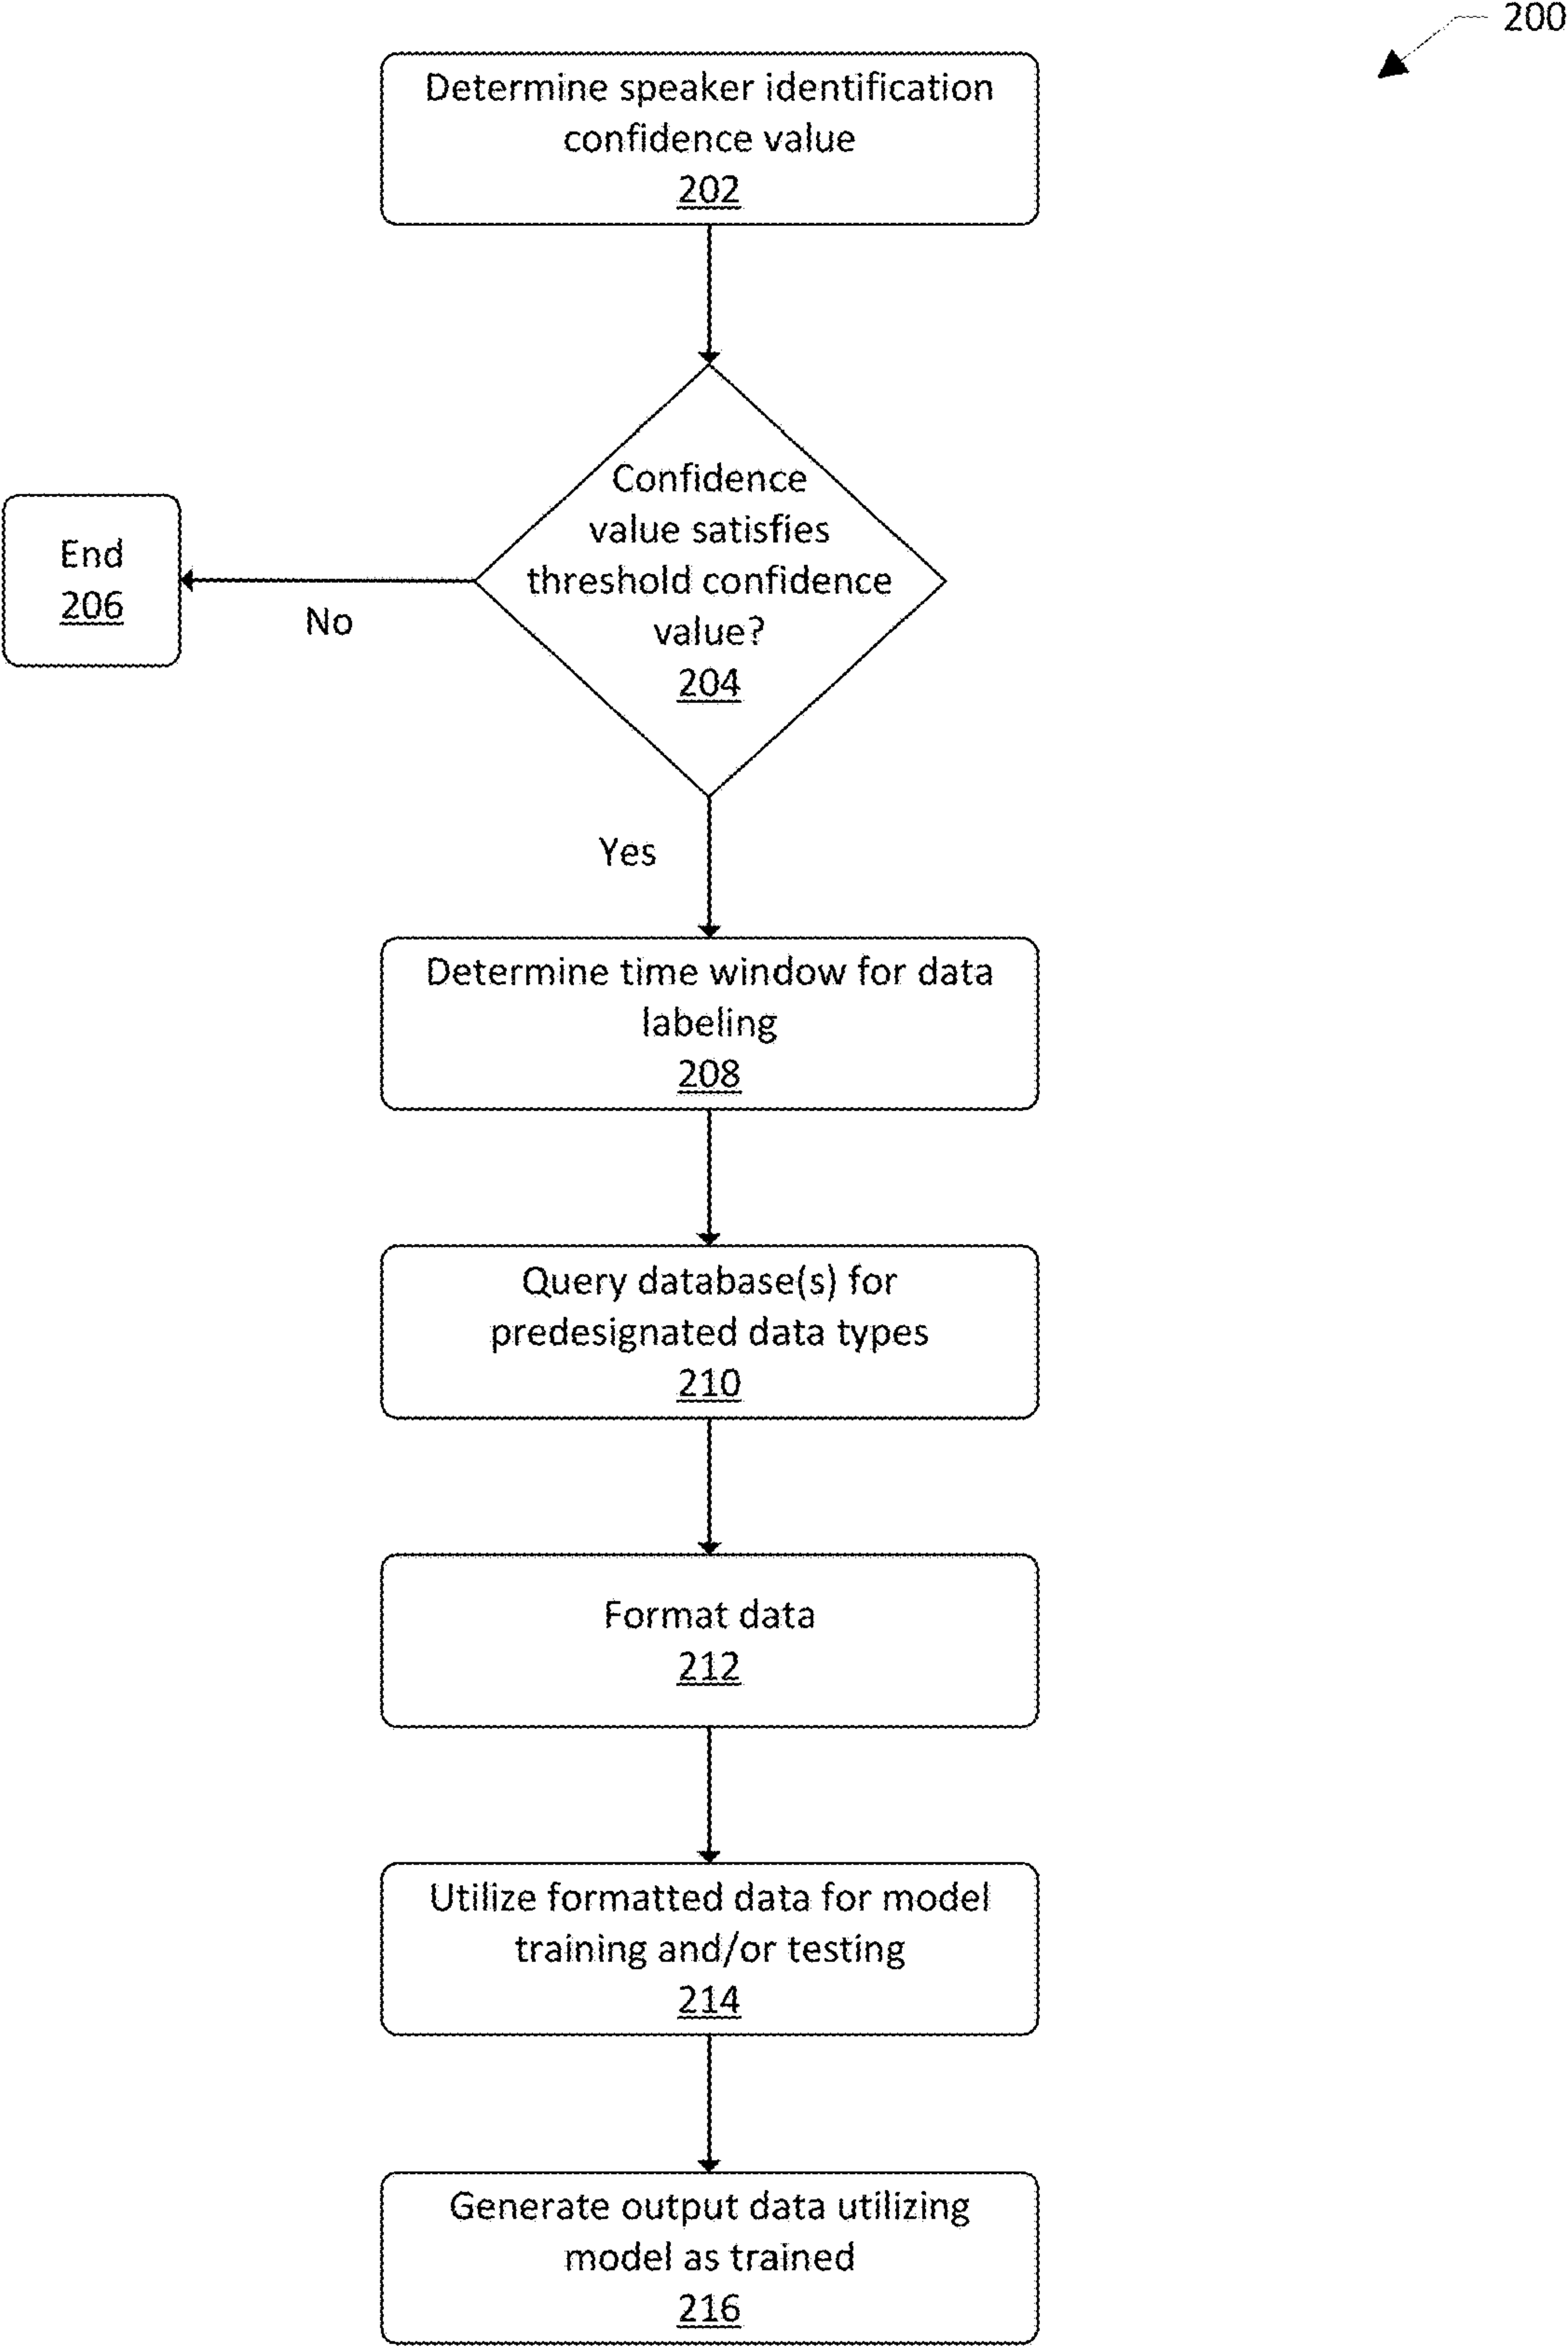 200
Determine speaker identification
confidence value
202
Confidence
value satisfies
threshold confidence
value?
204
End
206
No
Yes
Determine time window for data
labeling
208
Query database(s) for
predesignated data types
210
Format data
212
Utilize formatted data for model
training and/or testing
214
Generate output data utilizing
model as trained
216